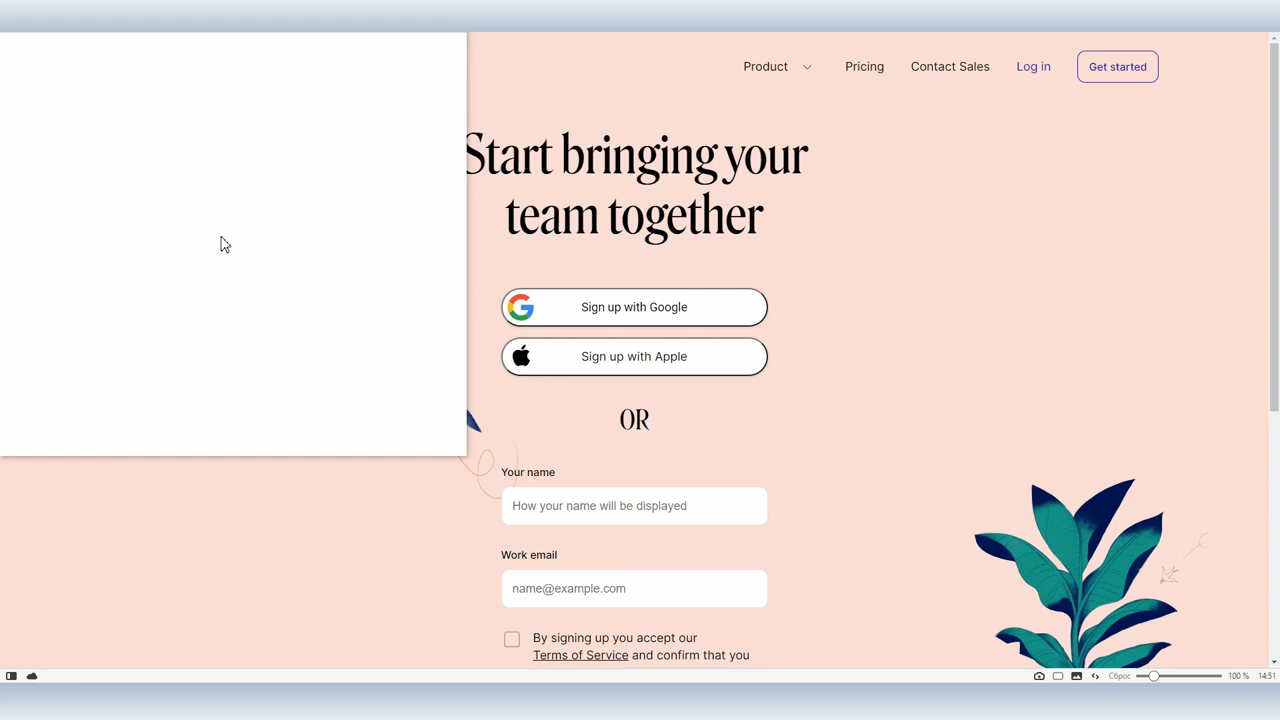 Product
Pricing
Contact Sales
Log in
Get started
Start bringing your
team together
Sign up with Google
Sign up with Apple
OR
Your name
How your name will be displayed
Work email
name@example.com
By signing up you accept our
Terms of Service and confirm that you
Сброс
100 %
14:51